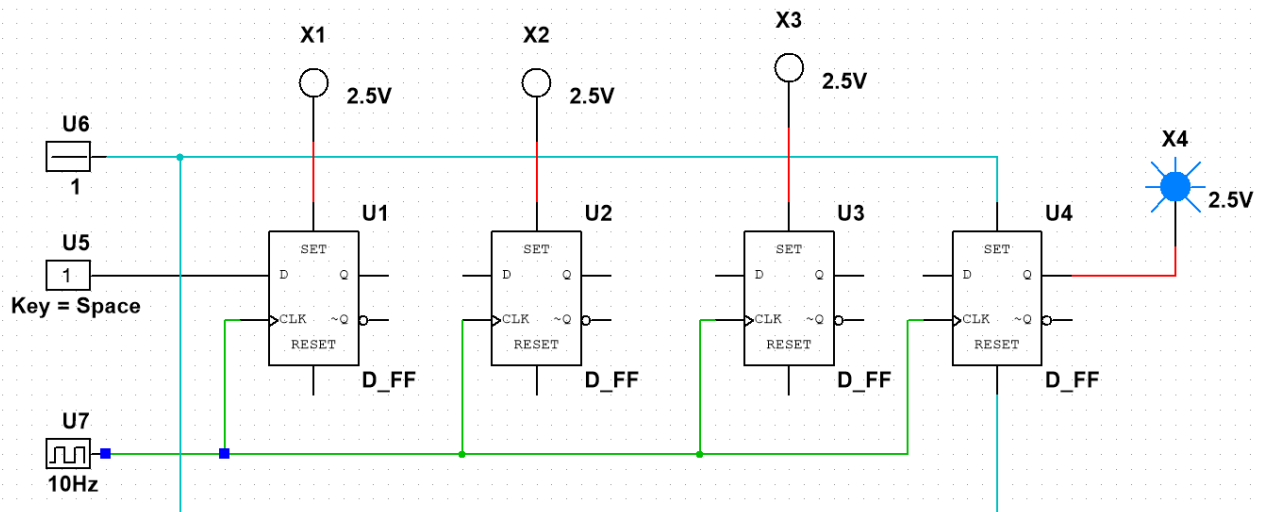 X1
2.5V
X2
2.5V
X3
2.5V
X4
2.5V
U6
1
U5
1
Key = Space
U7
10Hz
U1
SET
D Q
CLK ~Q
RESET
D_FF
U2
SET
D Q
CLK ~Q
RESET
D_FF
U3
SET
D Q
CLK ~Q
RESET
D_FF
U4
SET
D Q
CLK ~Q
RESET
D_FF